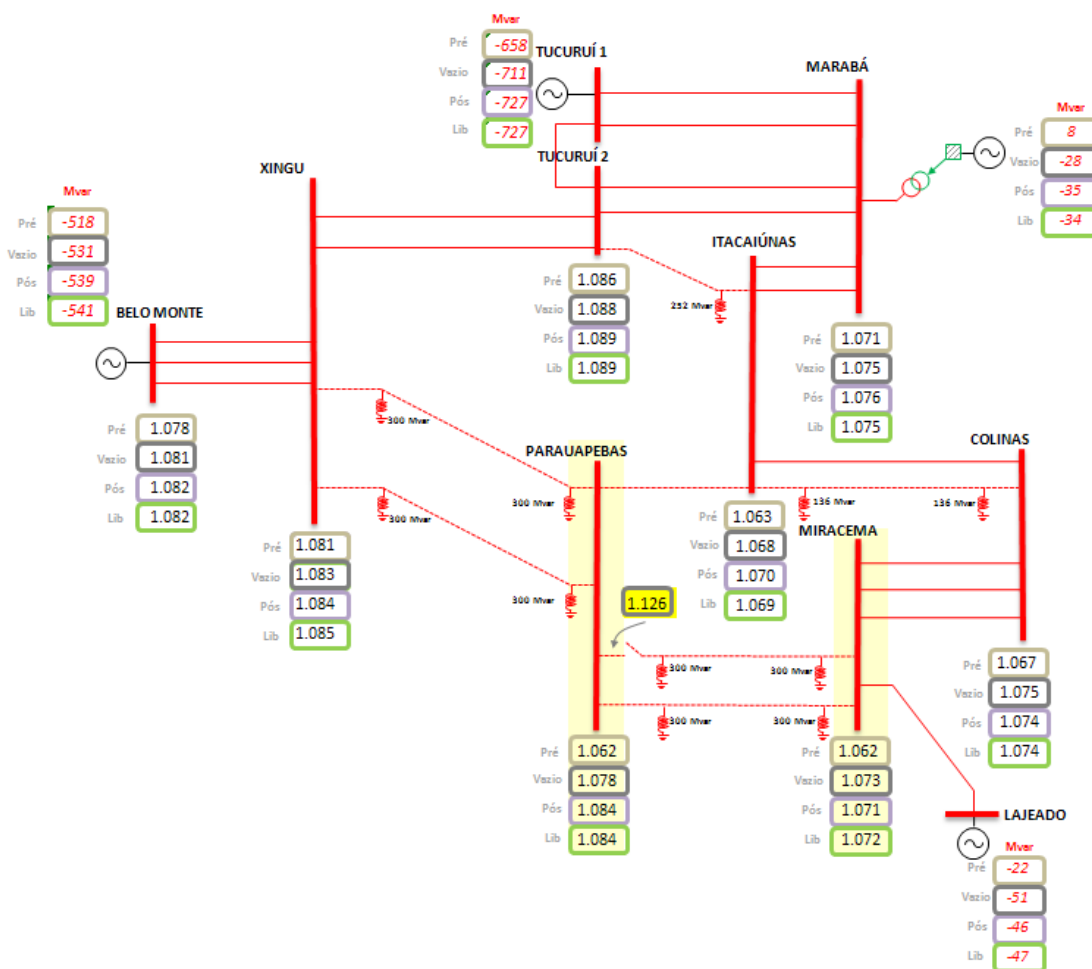 Mvar
Pré -658
Vazio -711
Pós -727
Lib -727
TUCURUÍ 1
MARABÁ
Mvar
Pré 8
Vazio -28
Pós -35
Lib -34
TUCURUÍ 2
XINGU
Mvar
Pré -518
Vazio -531
Pós -539
Lib -541
BELO MONTE
ITACAIÚNAS
252 Mvar
Pré 1.086
Vazio 1.088
Pós 1.089
Lib 1.089
Pré 1.071
Vazio 1.075
Pós 1.076
Lib 1.075
Pré 1.078
Vazio 1.081
Pós 1.082
Lib 1.082
300 Mvar
COLINAS
PARAUAPEBAS
300 Mvar
300 Mvar
136 Mvar
136 Mvar
Pré 1.063
Vazio 1.068
Pós 1.070
Lib 1.069
MIRACEMA
Pré 1.081
Vazio 1.083
Pós 1.084
Lib 1.085
300 Mvar
1.126
300 Mvar
300 Mvar
300 Mvar
300 Mvar
Pré 1.067
Vazio 1.075
Pós 1.074
Lib 1.074
Pré 1.062
Vazio 1.078
Pós 1.084
Lib 1.084
Pré 1.062
Vazio 1.073
Pós 1.071
Lib 1.072
LAJEADO
Mvar
Pré -22
Vazio -51
Pós -46
Lib -47